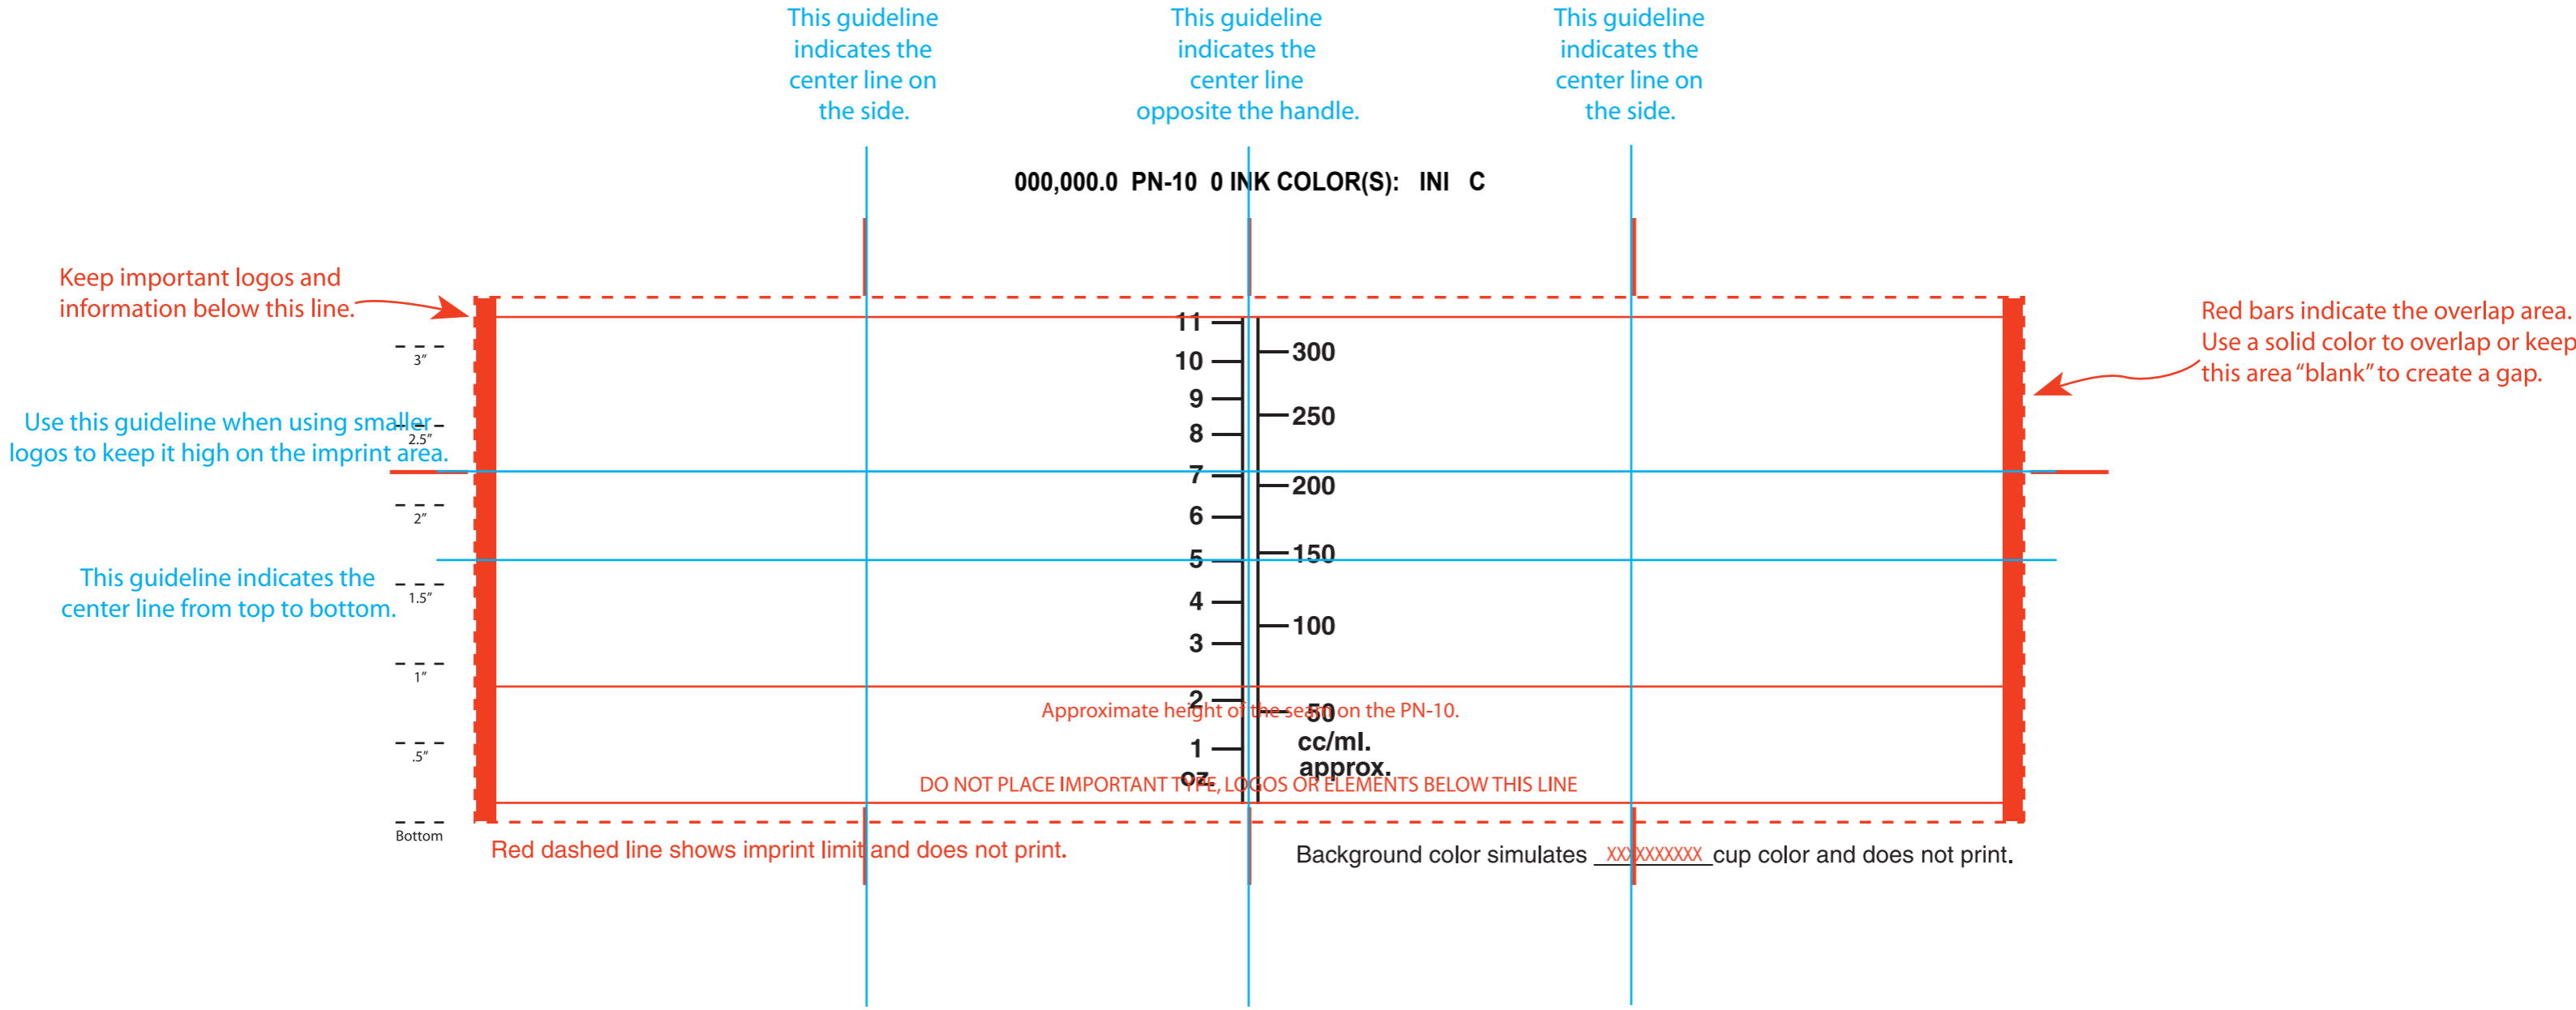 This guideline
indicates the
center line on
the side.
This guideline
indicates the
center line
opposite the handle.
This guideline
indicates the
center line on
the side.
000,000.0 PN-10 0 INK COLOR(S): INI C
Keep important logos and
information below this line.
Red bars indicate the overlap area.
Use a solid color to overlap or keep
this area “blank” to create a gap.
Use this guideline when using smaller
logos to keep it high on the imprint area.
This guideline indicates the
center line from top to bottom.
3”
2.5”
2”
1.5”
1”
.5”
Bottom
11
10
9
8
7
6
5
4
3
2
1
oz.
300
250
200
150
100
50
cc/ml.
approx.
Approximate height of the seam on the PN-10.
DO NOT PLACE IMPORTANT TYPE, LOGOS OR ELEMENTS BELOW THIS LINE
Red dashed line shows imprint limit and does not print.
Background color simulates XXXXXXXXXX cup color and does not print.